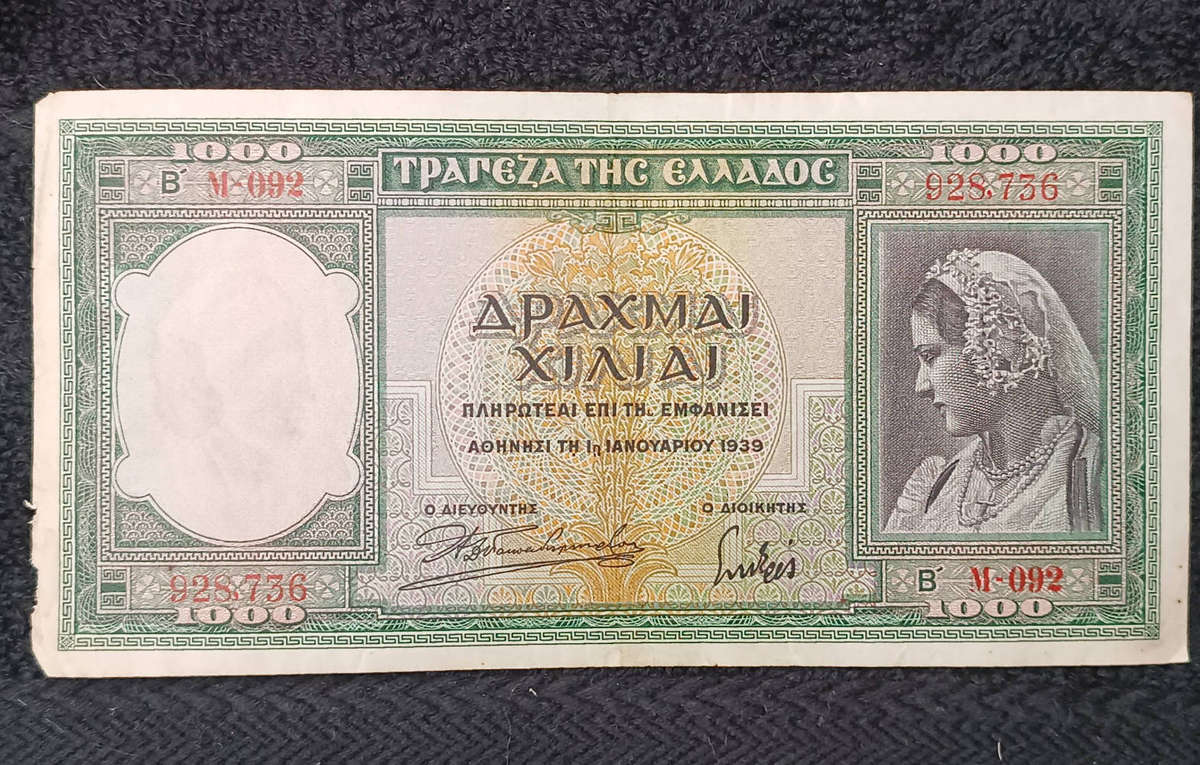 1000 1000
Β΄ Μ-092 ΤΡΑΠΕΖΑ ΤΗΣ ΕΛΛΑΔΟΣ 928,736
ΔΡΑΧΜΑΙ
ΧΙΛΙΑΙ
ΠΛΗΡΩΤΕΑΙ ΕΠΙ ΤΗι ΕΜΦΑΝΙΣΕΙ
ΑΘΗΝΗΣΙ ΤΗ 1η ΙΑΝΟΥΑΡΙΟΥ 1939
Ο ΔΙΕΥΘΥΝΤΗΣ Ο ΔΙΟΙΚΗΤΗΣ
928,736 Β΄ Μ-092
1000 1000